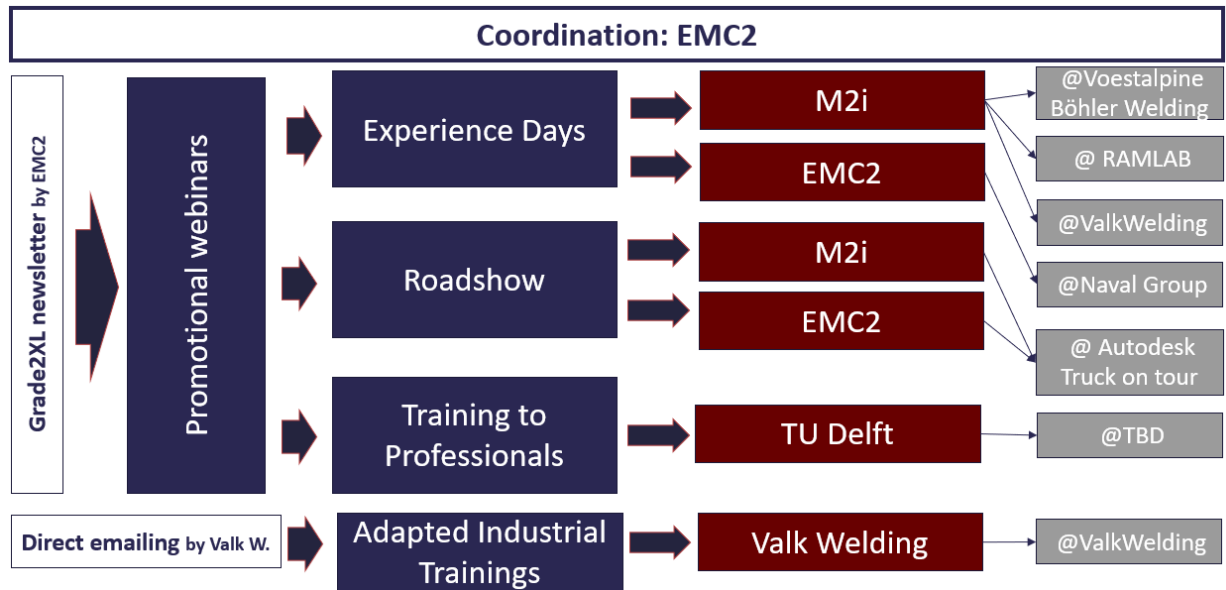 Coordination: EMC2
Grade2XL newsletter by EMC2
Promotional webinars
Experience Days
M2i
EMC2
@Voestalpine
Böhler Welding
@ RAMLAB
@ValkWelding
@Naval Group
Roadshow
M2i
EMC2
@ Autodesk
Truck on tour
Training to
Professionals
TU Delft
@TBD
Direct emailing by Valk W.
Adapted Industrial
Trainings
Valk Welding
@ValkWelding